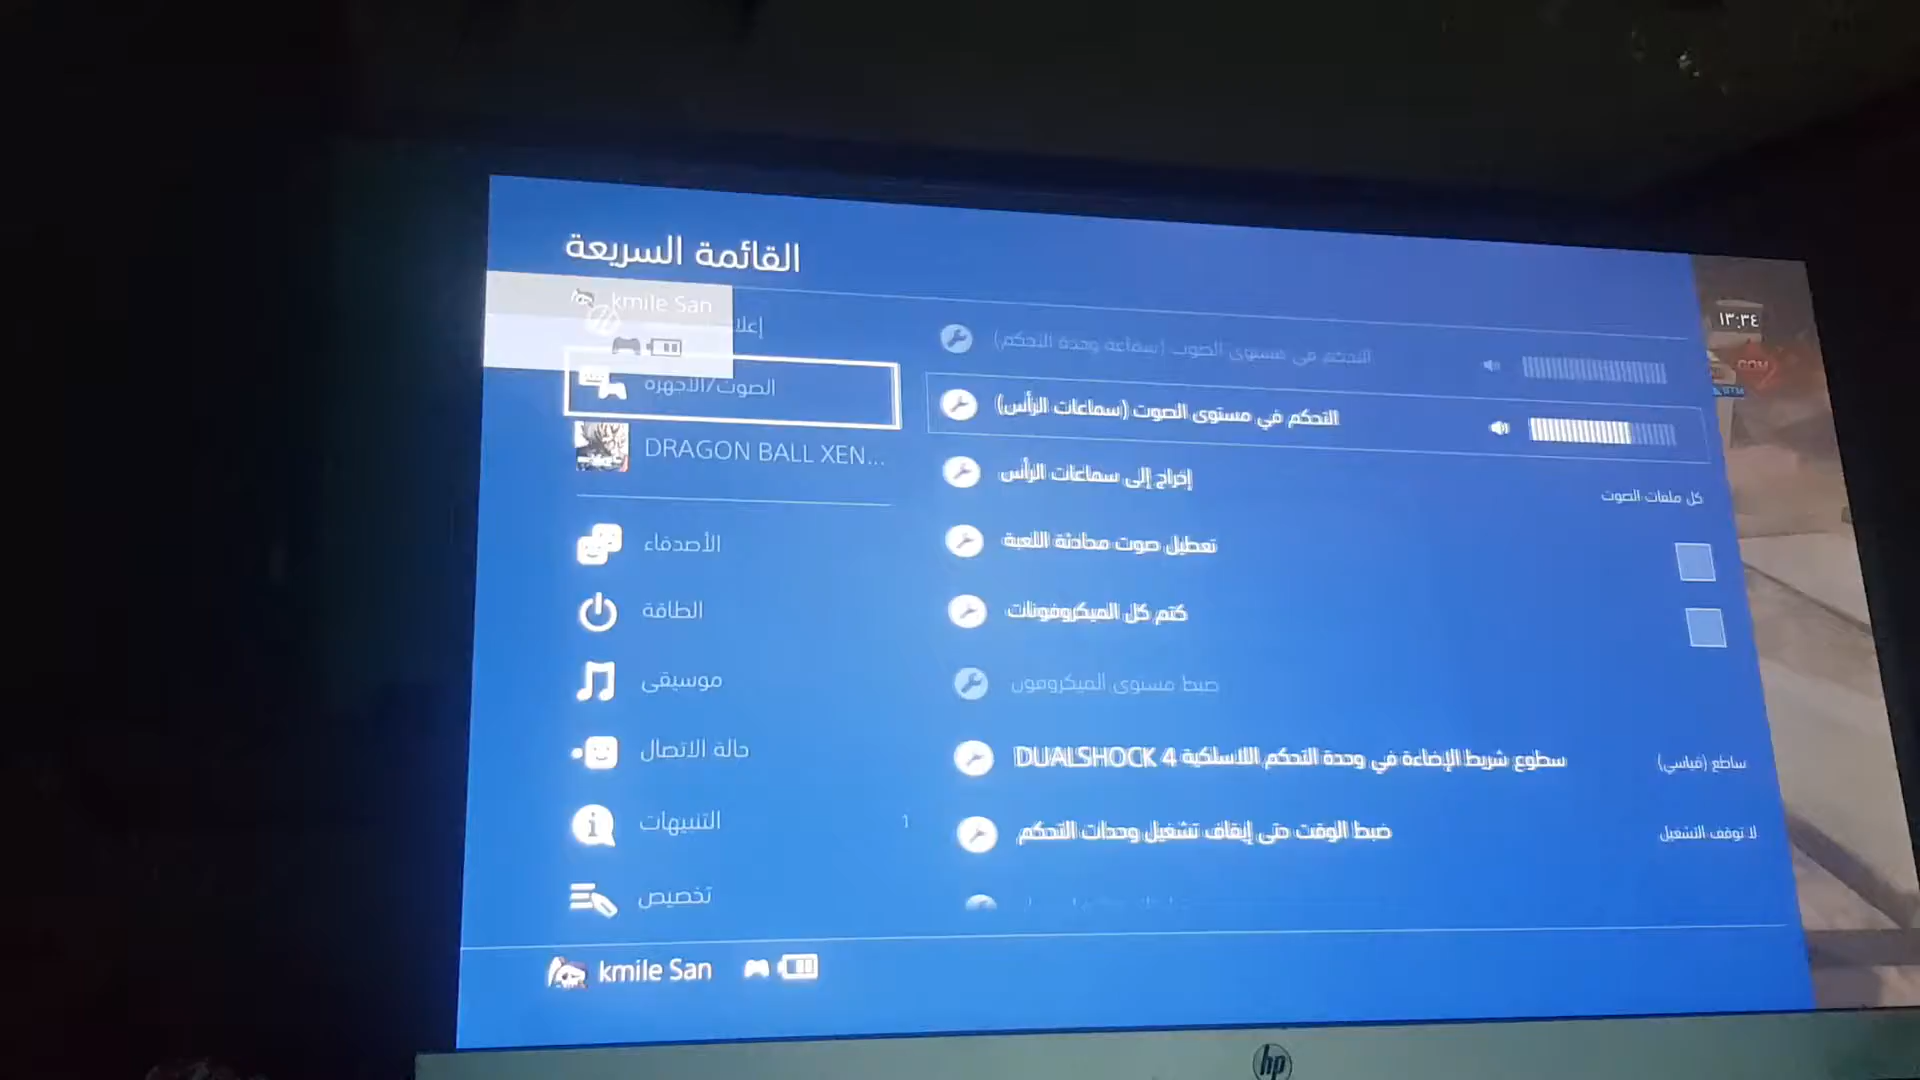 القائمة السريعة
kmile San
إعلا
الصوت/الأجهزة
DRAGON BALL XEN...
الأصدقاء
الطاقة
موسيقى
حالة الاتصال
التنبيهات
1
تخصيص
التحكم في مستوى الصوت (سماعة وحدة التحكم)
التحكم في مستوى الصوت (سماعات الرأس)
إخراج إلى سماعات الرأس
كل ملفات الصوت
تعطيل صوت محادثة اللعبة
كتم كل الميكروفونات
ضبط مستوى الميكروفون
سطوع شريط الإضاءة في وحدة التحكم اللاسلكية DUALSHOCK 4
ساطع (قياسي)
ضبط الوقت حتى إيقاف تشغيل وحدات التحكم
لا توقف التشغيل
kmile San
١٣:٣٤
COM
hp